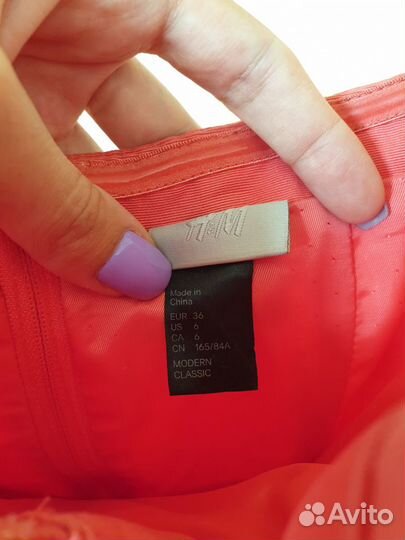 H&M
Made in
China
EUR 36
US 6
CA 6
CN 165/84A
MODERN
CLASSIC
Avito